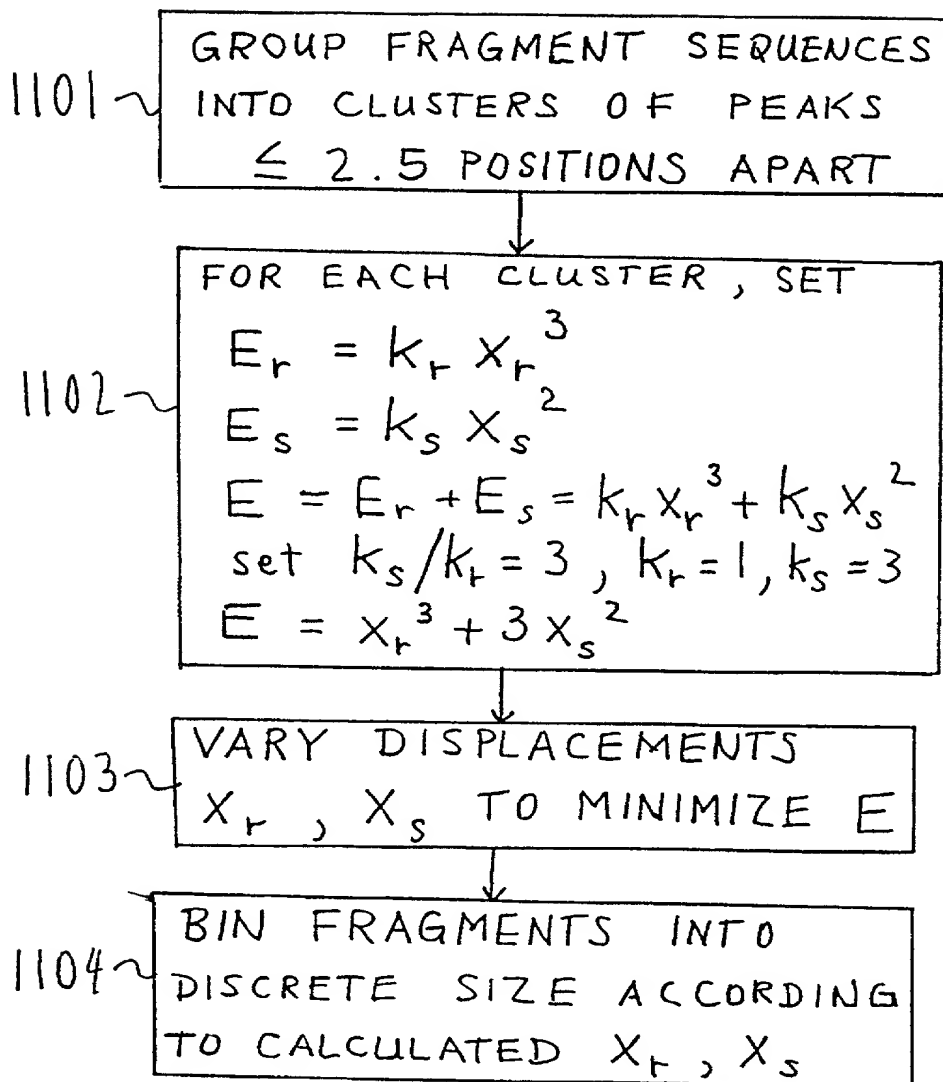 1101
GROUP FRAGMENT SEQUENCES
INTO CLUSTERS OF PEAKS
≤ 2.5 POSITIONS APART
1102
FOR EACH CLUSTER, SET
E_r = k_r x_r^3
E_s = k_s x_s^2
E = E_r + E_s = k_r x_r^3 + k_s x_s^2
set k_s/k_r = 3, k_r = 1, k_s = 3
E = x_r^3 + 3 x_s^2
1103
VARY DISPLACEMENTS
x_r, x_s TO MINIMIZE E
1104
BIN FRAGMENTS INTO
DISCRETE SIZE ACCORDING
TO CALCULATED x_r, x_s